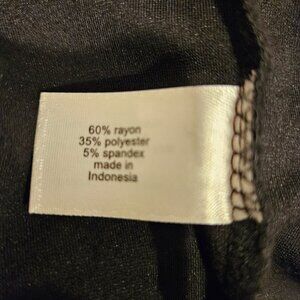 60% rayon
35% polyester
5% spandex
made in
Indonesia